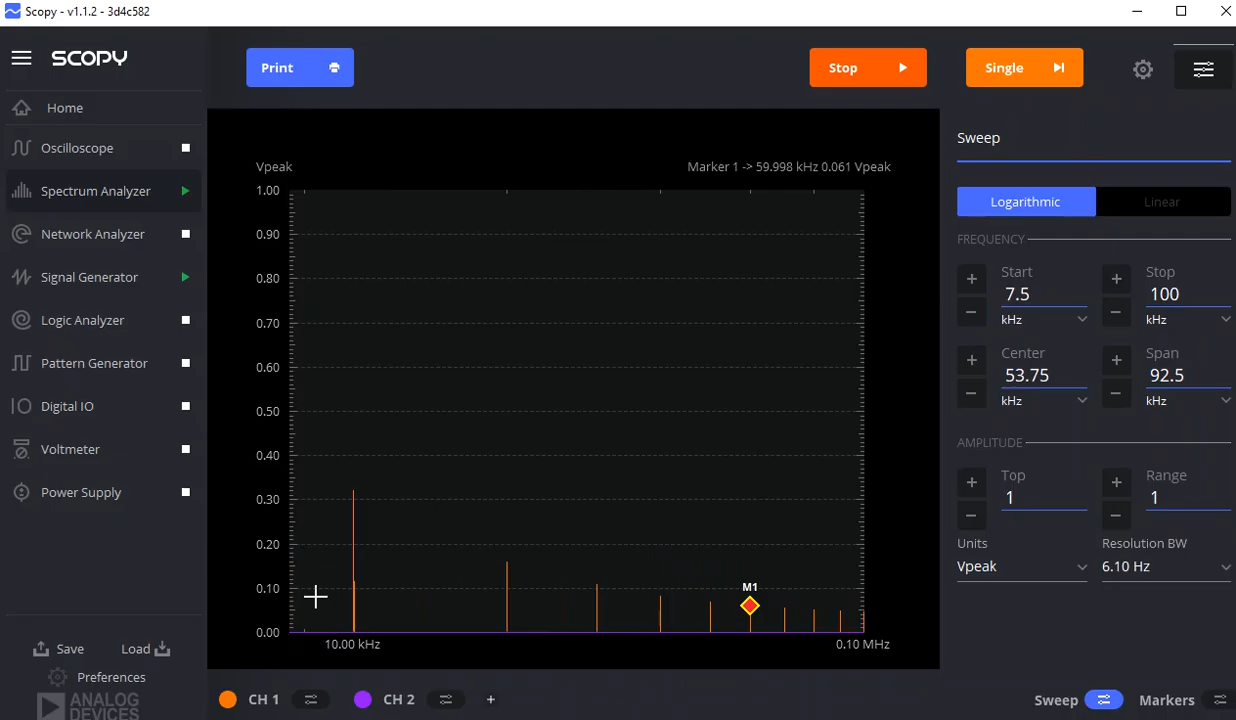 Scopy - v1.1.2 - 3d4c582
SCOPY
Print
Stop
Single
Home
Oscilloscope
Spectrum Analyzer
Network Analyzer
Signal Generator
Logic Analyzer
Pattern Generator
Digital IO
Voltmeter
Power Supply
Save
Load
Preferences
ANALOG
DEVICES
Vpeak
Marker 1 -> 59.998 kHz 0.061 Vpeak
1.00
0.90
0.80
0.70
0.60
0.50
0.40
0.30
0.20
0.10
0.00
M1
10.00 kHz
0.10 MHz
CH 1
CH 2
+
Sweep
Logarithmic
Linear
FREQUENCY
+ Start + Stop
7.5 100
- -
kHz kHz
+ Center + Span
53.75 92.5
- -
kHz kHz
AMPLITUDE
+ Top + Range
1 1
- -
Units Resolution BW
Vpeak 6.10 Hz
Sweep
Markers